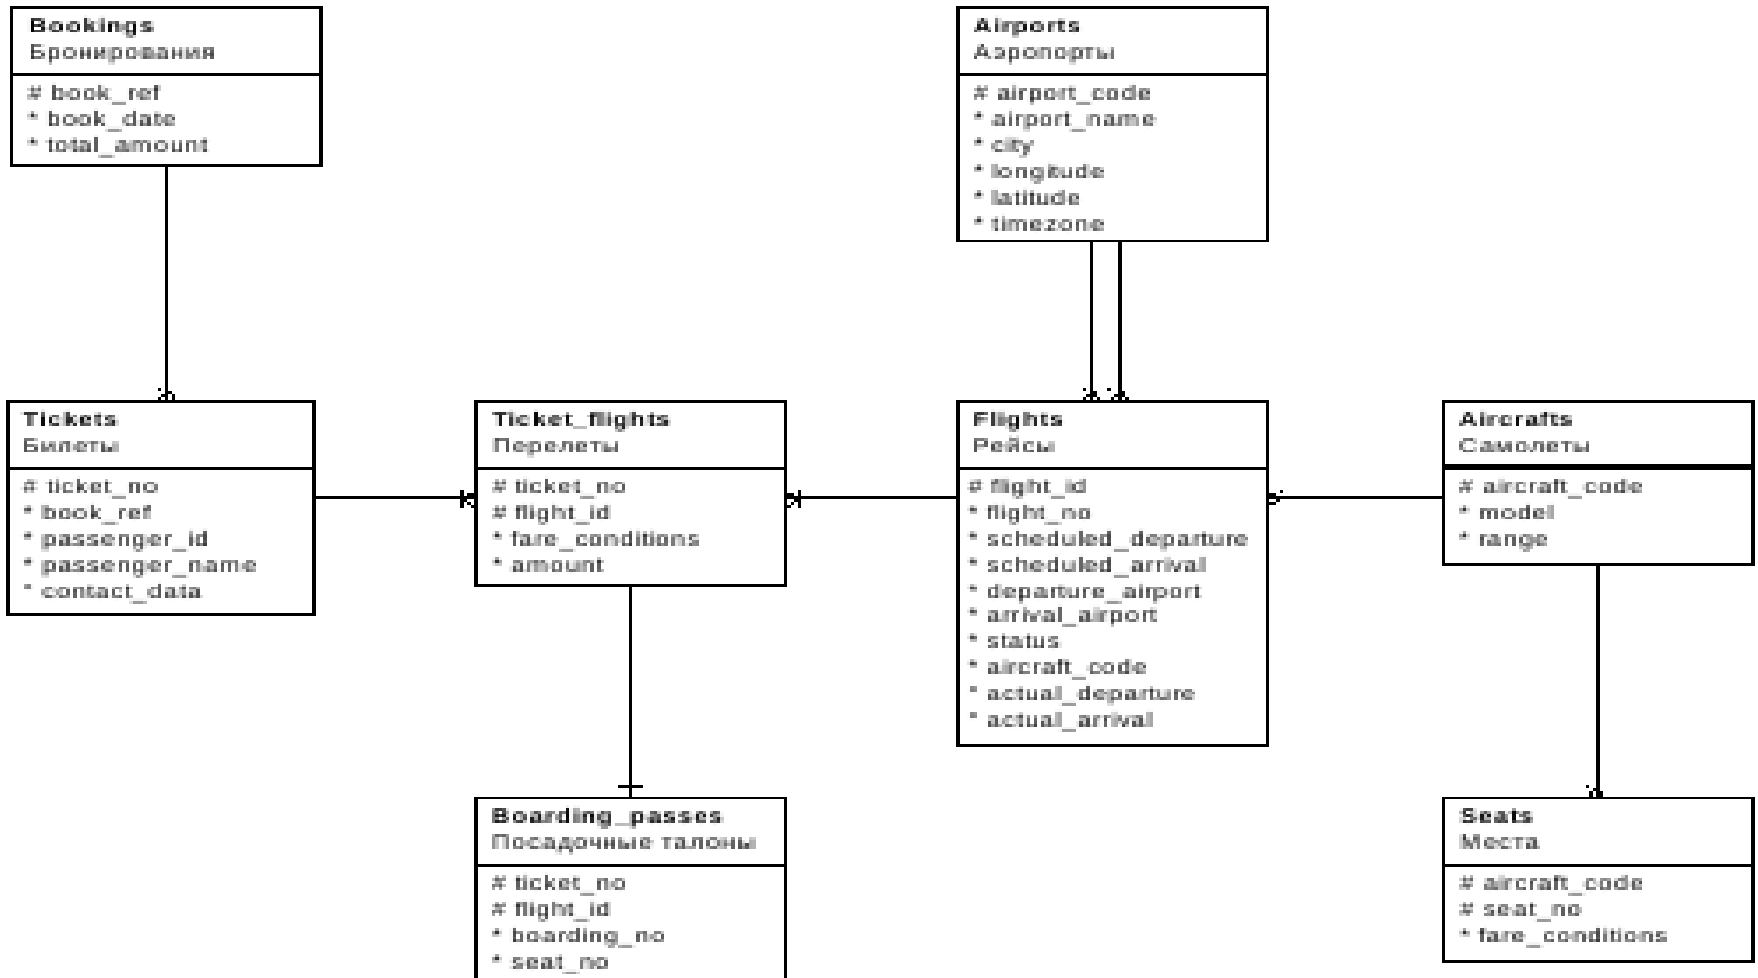 Bookings
Бронирования
# book_ref
* book_date
* total_amount
Airports
Аэропорты
# airport_code
* airport_name
* city
* longitude
* latitude
* timezone
Tickets
Билеты
# ticket_no
* book_ref
* passenger_id
* passenger_name
* contact_data
Ticket_flights
Перелеты
# ticket_no
# flight_id
* fare_conditions
* amount
Flights
Рейсы
# flight_id
* flight_no
* scheduled_departure
* scheduled_arrival
* departure_airport
* arrival_airport
* status
* aircraft_code
* actual_departure
* actual_arrival
Aircrafts
Самолеты
# aircraft_code
* model
* range
Boarding_passes
Посадочные талоны
# ticket_no
# flight_id
* boarding_no
* seat_no
Seats
Места
# aircraft_code
# seat_no
* fare_conditions